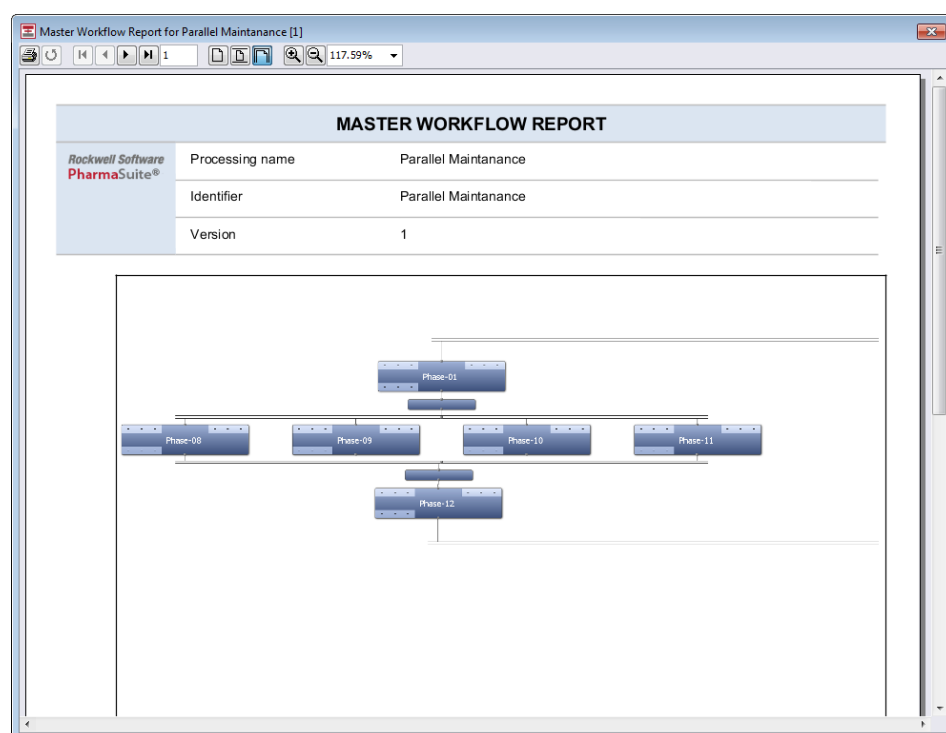 Master Workflow Report for Parallel Maintanance [1]
1
117.59%
MASTER WORKFLOW REPORT
Rockwell Software
PharmaSuite®
Processing name Parallel Maintanance
Identifier Parallel Maintanance
Version 1
Phase-01
Phase-08 Phase-09 Phase-10 Phase-11
Phase-12